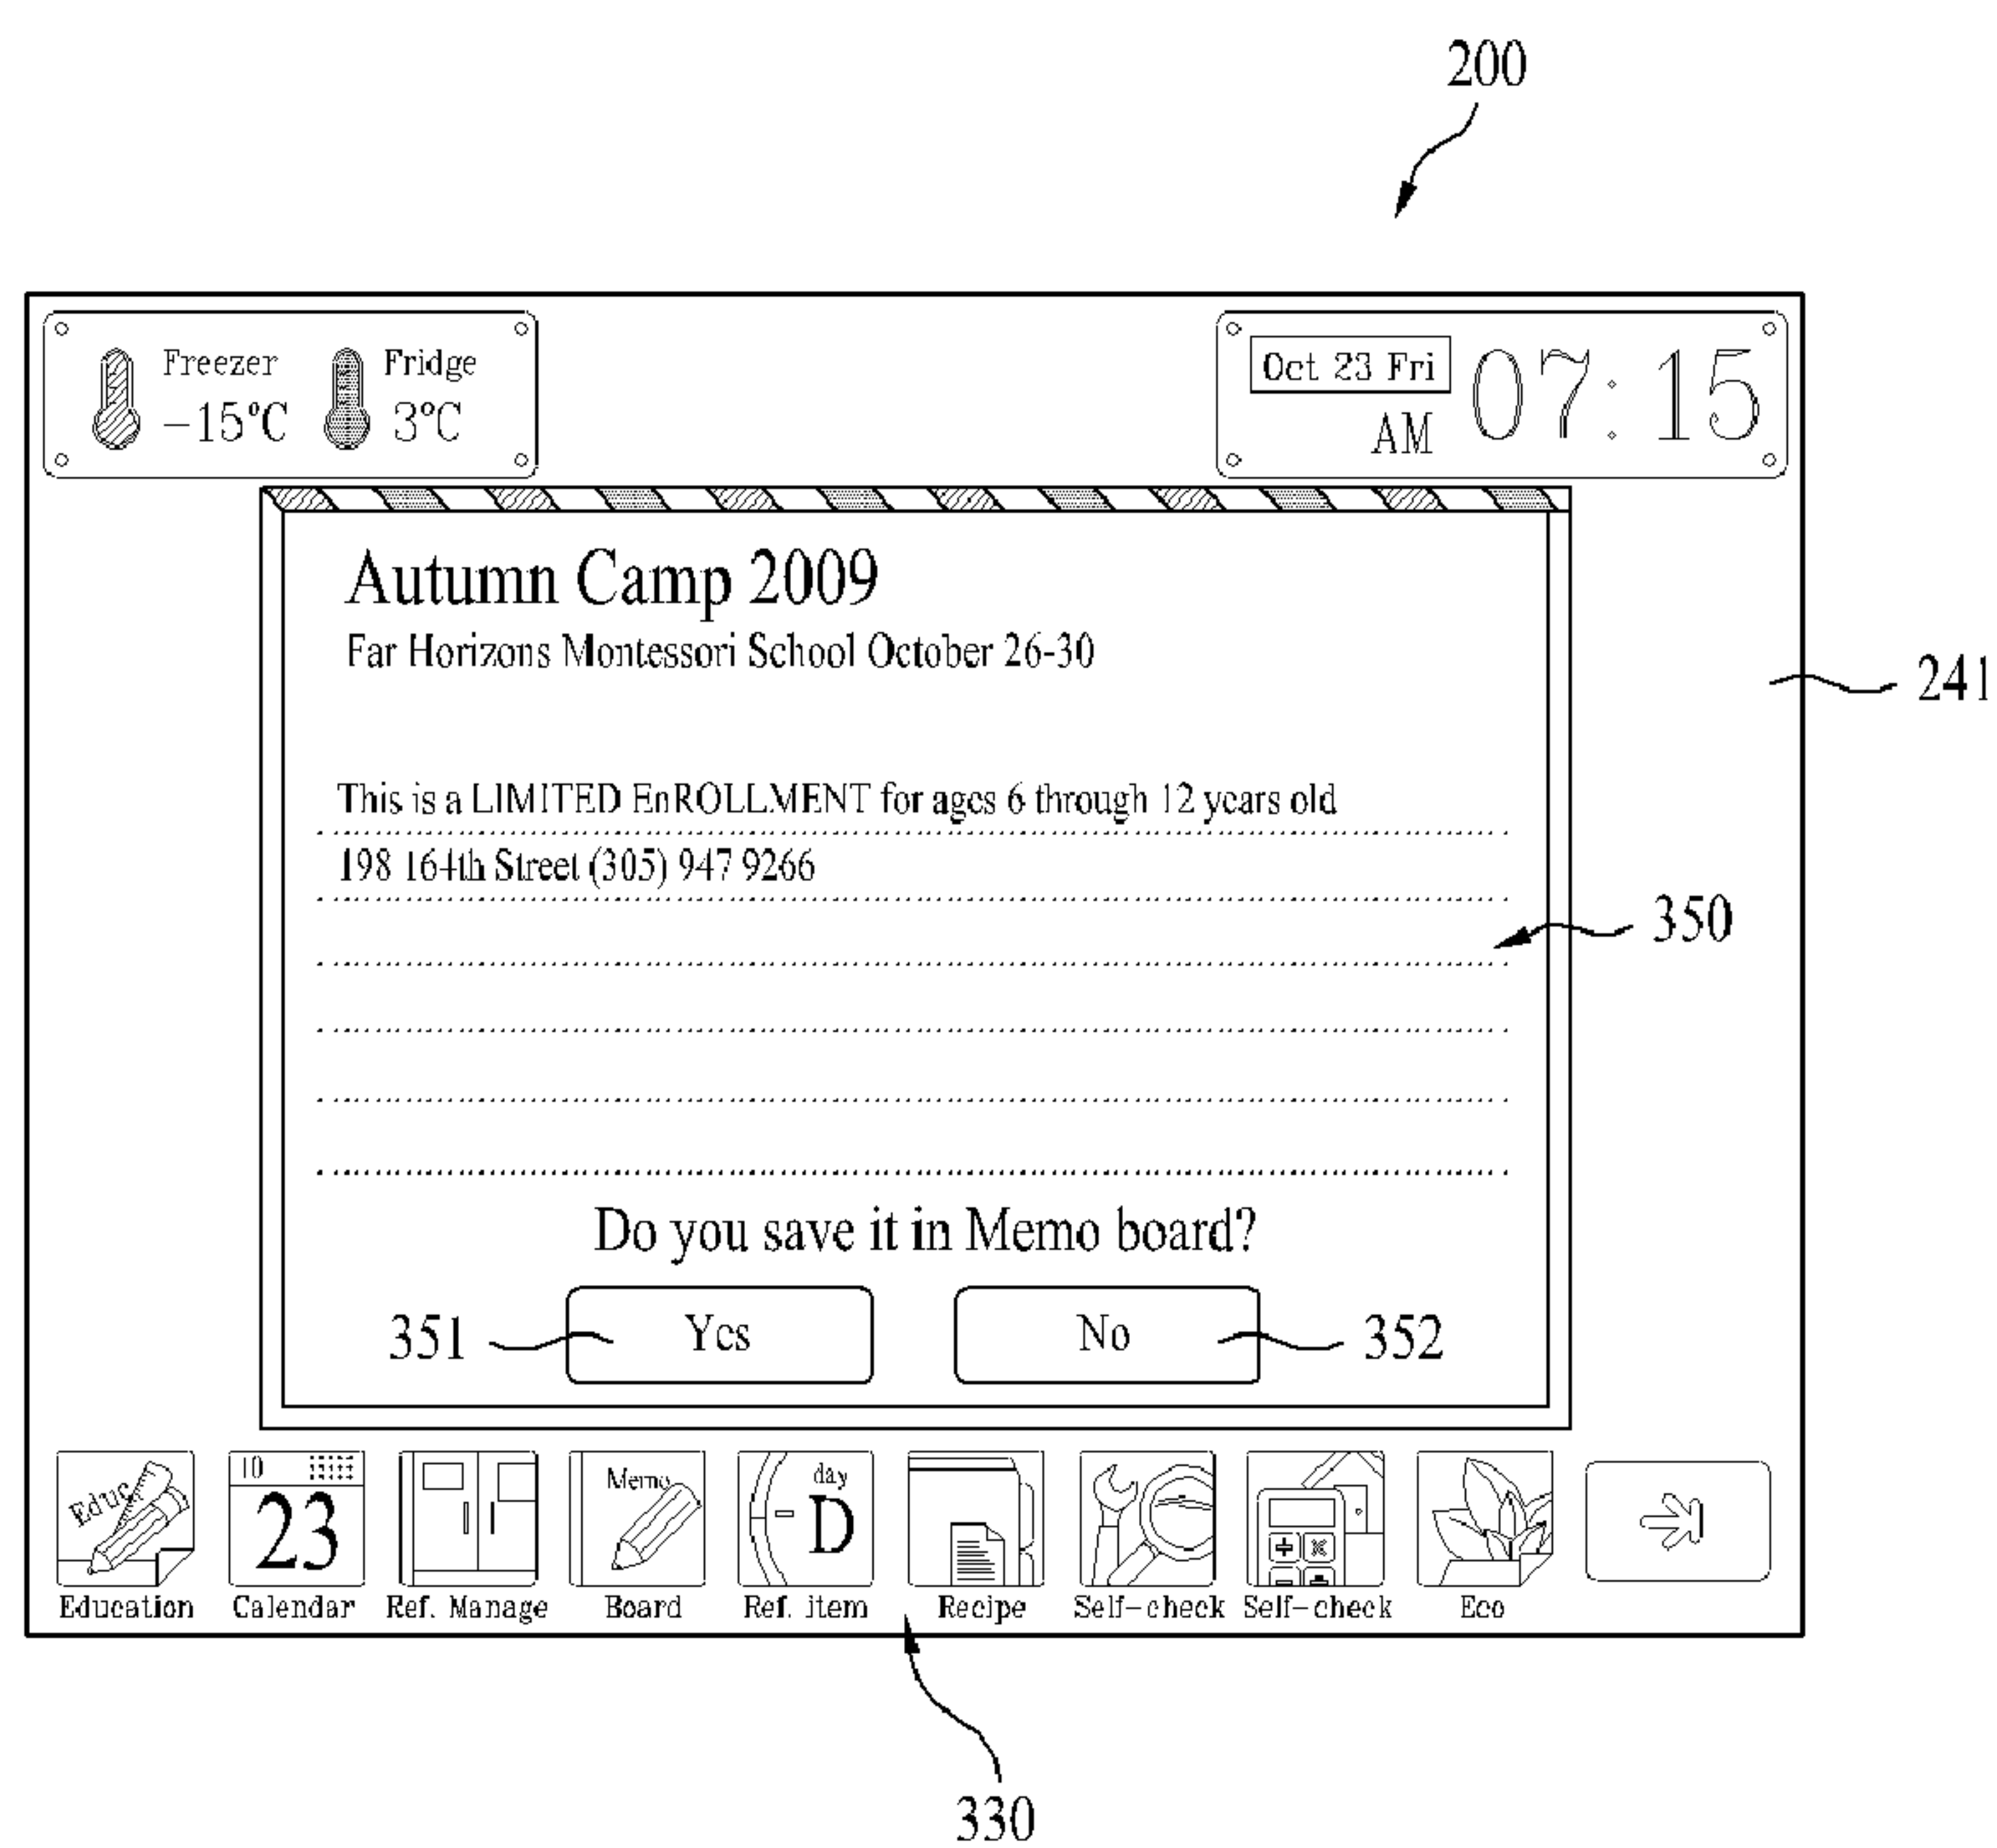 200
Freezer
-15°C
Fridge
3°C
Oct 23 Fri
AM
07:15
Autumn Camp 2009
Far Horizons Montessori School October 26-30
241
This is a LIMITED EnROLLMENT for ages 6 through 12 years old
198 164th Street (305) 947 9266
350
Do you save it in Memo board?
351
Yes
No
352
Educ.
10
23
Memo
day
D
Education
Calendar
Ref. Manage
Board
Ref. item
Recipe
Self-check
Self-check
Eco
330